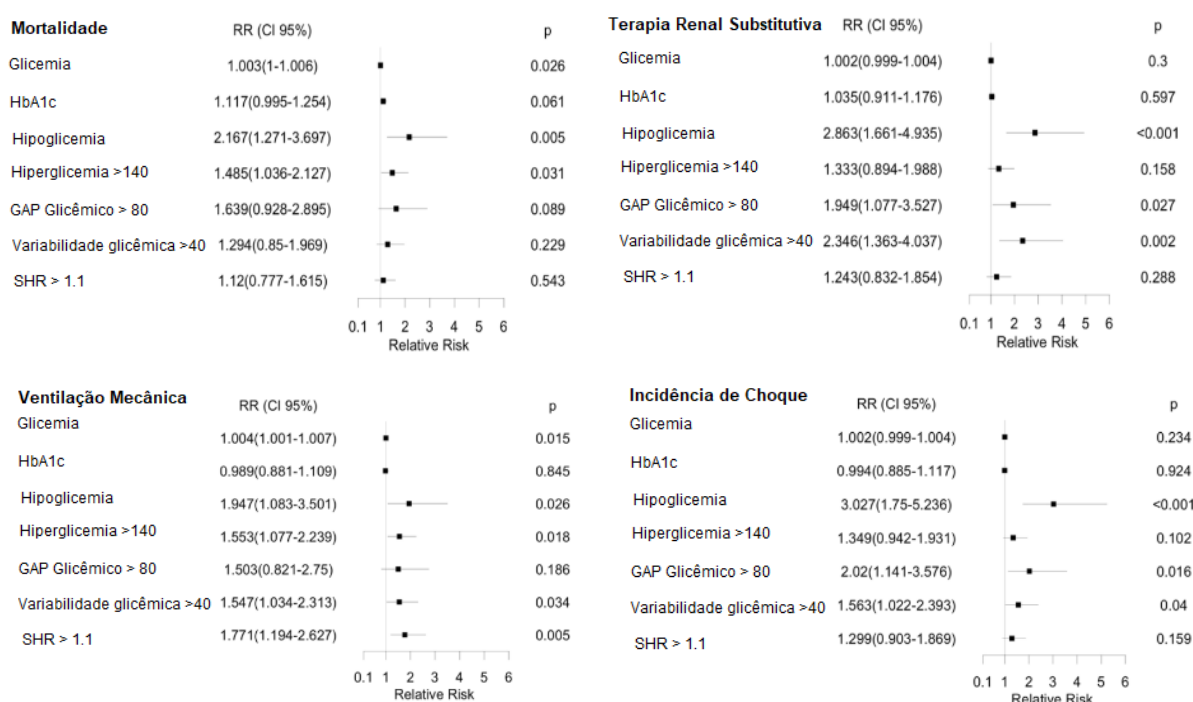 Mortalidade RR (CI 95%) p
Glicemia 1.003(1-1.006) 0.026
HbA1c 1.117(0.995-1.254) 0.061
Hipoglicemia 2.167(1.271-3.697) 0.005
Hiperglicemia >140 1.485(1.036-2.127) 0.031
GAP Glicêmico > 80 1.639(0.928-2.895) 0.089
Variabilidade glicêmica >40 1.294(0.85-1.969) 0.229
SHR > 1.1 1.12(0.777-1.615) 0.543
0.1 1 2 3 4 5 6
Relative Risk
Terapia Renal Substitutiva RR (CI 95%) p
Glicemia 1.002(0.999-1.004) 0.3
HbA1c 1.035(0.911-1.176) 0.597
Hipoglicemia 2.863(1.661-4.935) <0.001
Hiperglicemia >140 1.333(0.894-1.988) 0.158
GAP Glicêmico > 80 1.949(1.077-3.527) 0.027
Variabilidade glicêmica >40 2.346(1.363-4.037) 0.002
SHR > 1.1 1.243(0.832-1.854) 0.288
0.1 1 2 3 4 5 6
Relative Risk
Ventilação Mecânica RR (CI 95%) p
Glicemia 1.004(1.001-1.007) 0.015
HbA1c 0.989(0.881-1.109) 0.845
Hipoglicemia 1.947(1.083-3.501) 0.026
Hiperglicemia >140 1.553(1.077-2.239) 0.018
GAP Glicêmico > 80 1.503(0.821-2.75) 0.186
Variabilidade glicêmica >40 1.547(1.034-2.313) 0.034
SHR > 1.1 1.771(1.194-2.627) 0.005
0.1 1 2 3 4 5 6
Relative Risk
Incidência de Choque RR (CI 95%) p
Glicemia 1.002(0.999-1.004) 0.234
HbA1c 0.994(0.885-1.117) 0.924
Hipoglicemia 3.027(1.75-5.236) <0.001
Hiperglicemia >140 1.349(0.942-1.931) 0.102
GAP Glicêmico > 80 2.02(1.141-3.576) 0.016
Variabilidade glicêmica >40 1.563(1.022-2.393) 0.04
SHR > 1.1 1.299(0.903-1.869) 0.159
0.1 1 2 3 4 5 6
Relative Risk